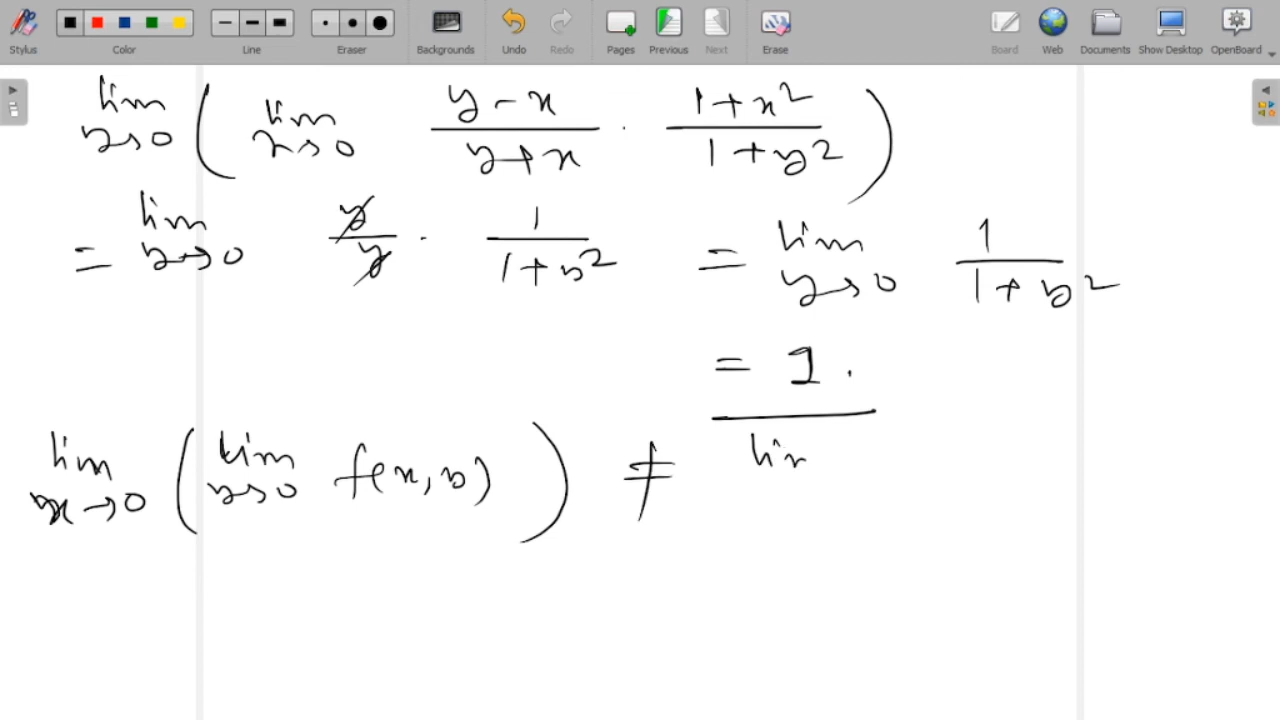 Stylus Color Line Eraser Backgrounds Undo Redo Pages Previous Next Erase Board Web Documents Show Desktop OpenBoard
lim y→0 ( lim x→0 (y-x)/(y+x) · (1+x²)/(1+y²) )
= lim y→0 y/y · 1/(1+y²) = lim y→0 1/(1+y²)
= 1.
lim x→0 ( lim y→0 f(x,y) ) ≠ lim